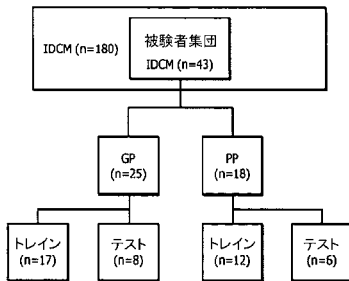 被験者集団
IDCM (n=180)
IDCM (n=43)
GP
(n=25)
PP
(n=18)
トレイン
(n=17)
テスト
(n=8)
トレイン
(n=12)
テスト
(n=6)